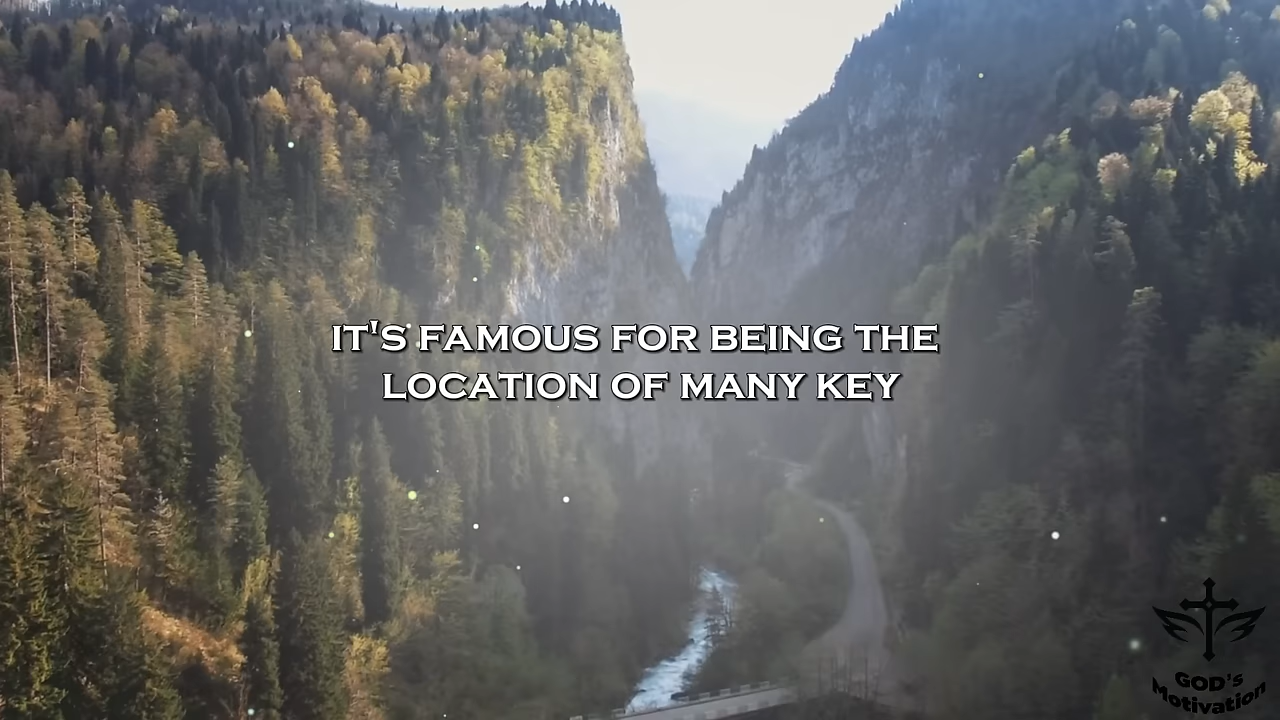 IT'S FAMOUS FOR BEING THE
LOCATION OF MANY KEY
GOD's
Motivation